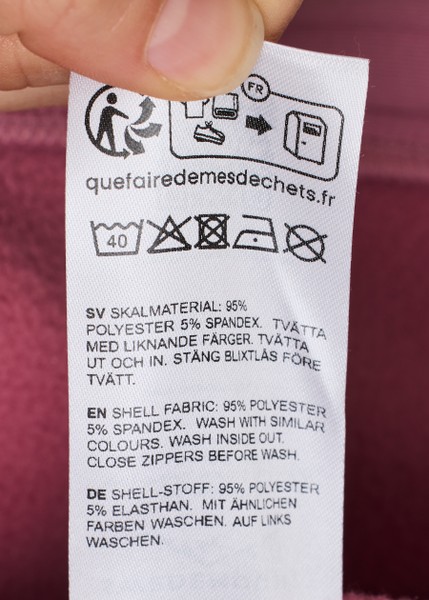 FR
quefairedemesdechets.fr
40
SV SKALMATERIAL: 95%
POLYESTER 5% SPANDEX. TVÄTTA
MED LIKNANDE FÄRGER. TVÄTTA
UT OCH IN. STÄNG BLIXTLÅS FÖRE
TVÄTT.
EN SHELL FABRIC: 95% POLYESTER
5% SPANDEX. WASH WITH SIMILAR
COLOURS. WASH INSIDE OUT.
CLOSE ZIPPERS BEFORE WASH.
DE SHELL-STOFF: 95% POLYESTER
5% ELASTHAN. MIT ÄHNLICHEN
FARBEN WASCHEN. AUF LINKS
WASCHEN.